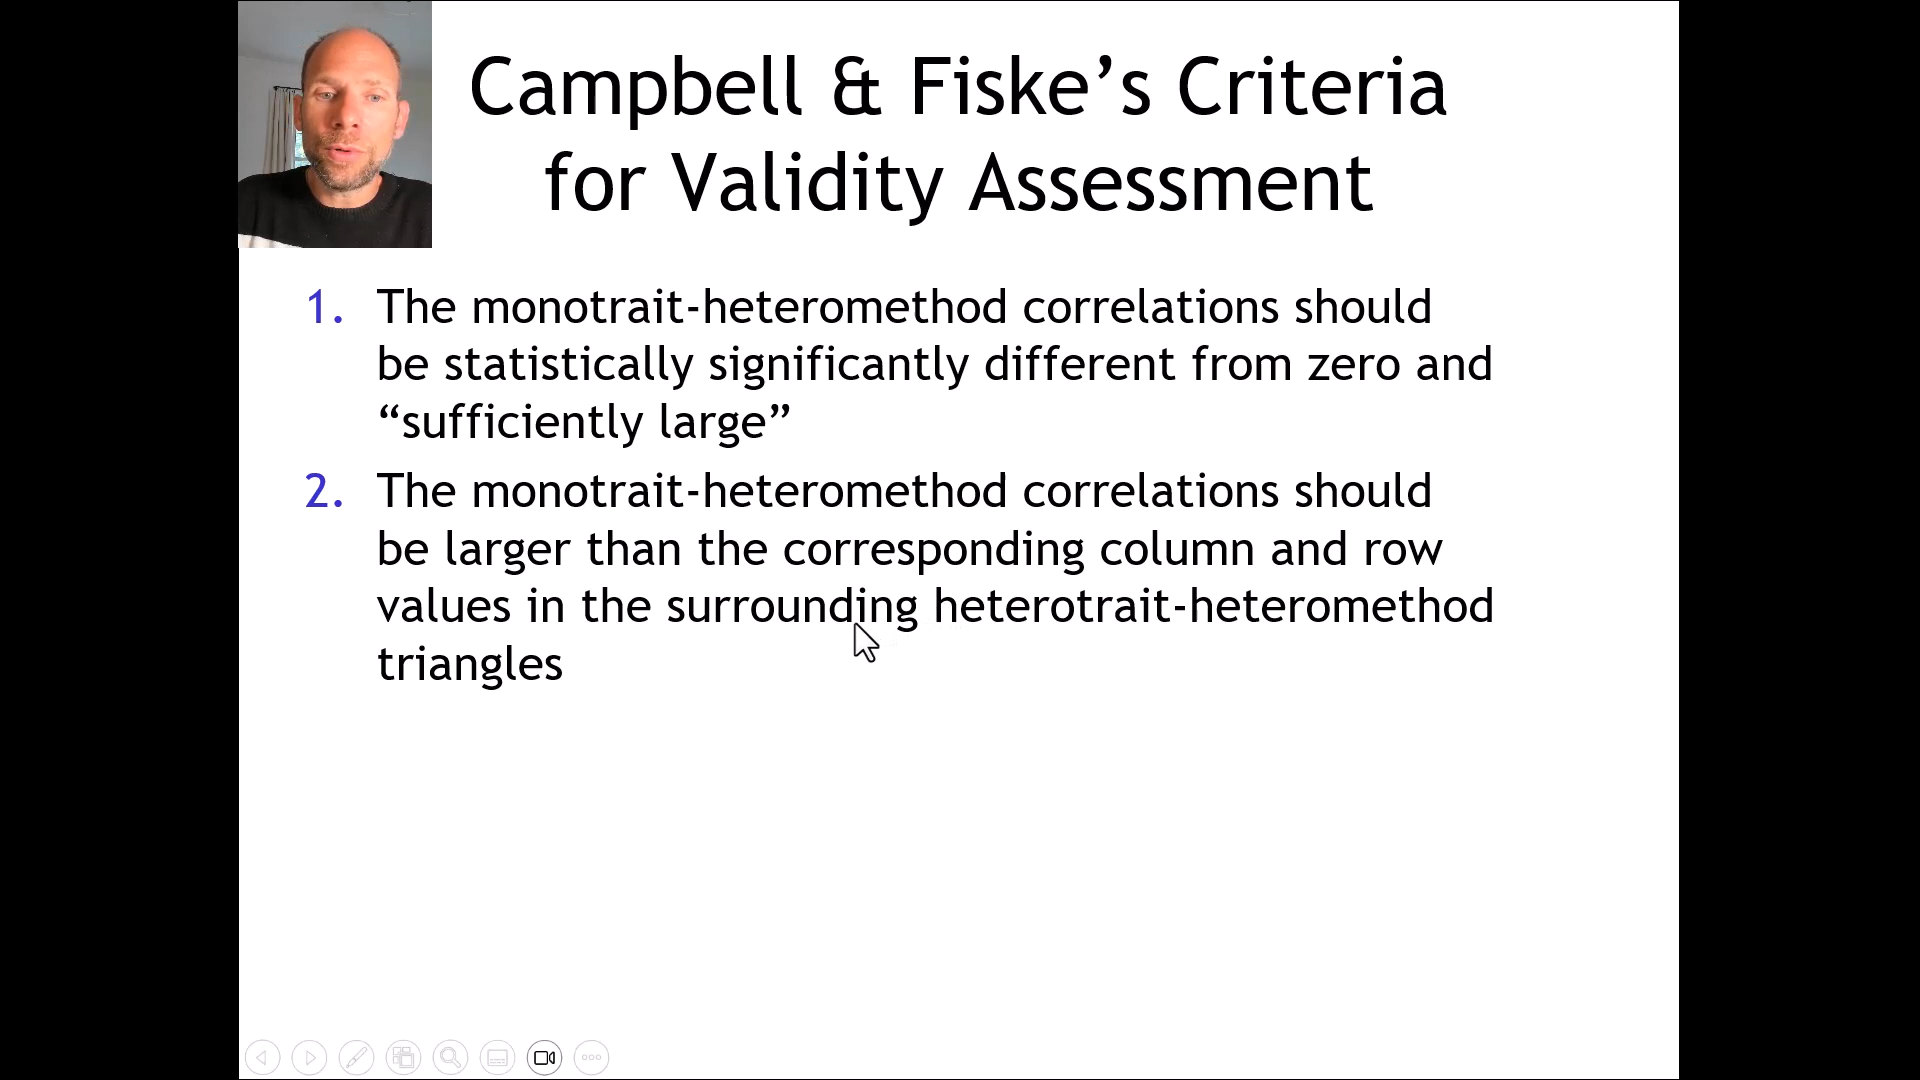 Campbell & Fiske’s Criteria
for Validity Assessment
1. The monotrait-heteromethod correlations should
be statistically significantly different from zero and
“sufficiently large”
2. The monotrait-heteromethod correlations should
be larger than the corresponding column and row
values in the surrounding heterotrait-heteromethod
triangles